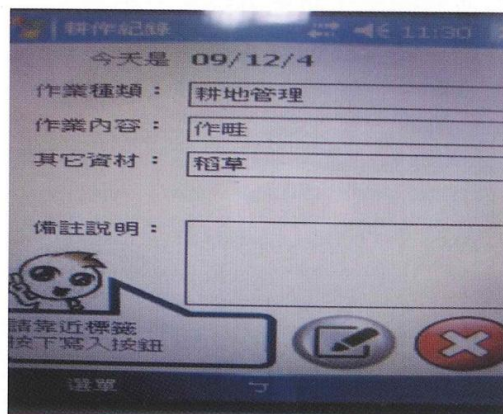 耕作紀錄 11:30
今天是 09/12/4
作業種類：耕地管理
作業內容：作畦
其它資材：稻草
備註說明：
請靠近標籤
按下寫入按鈕
選單 ㄅ